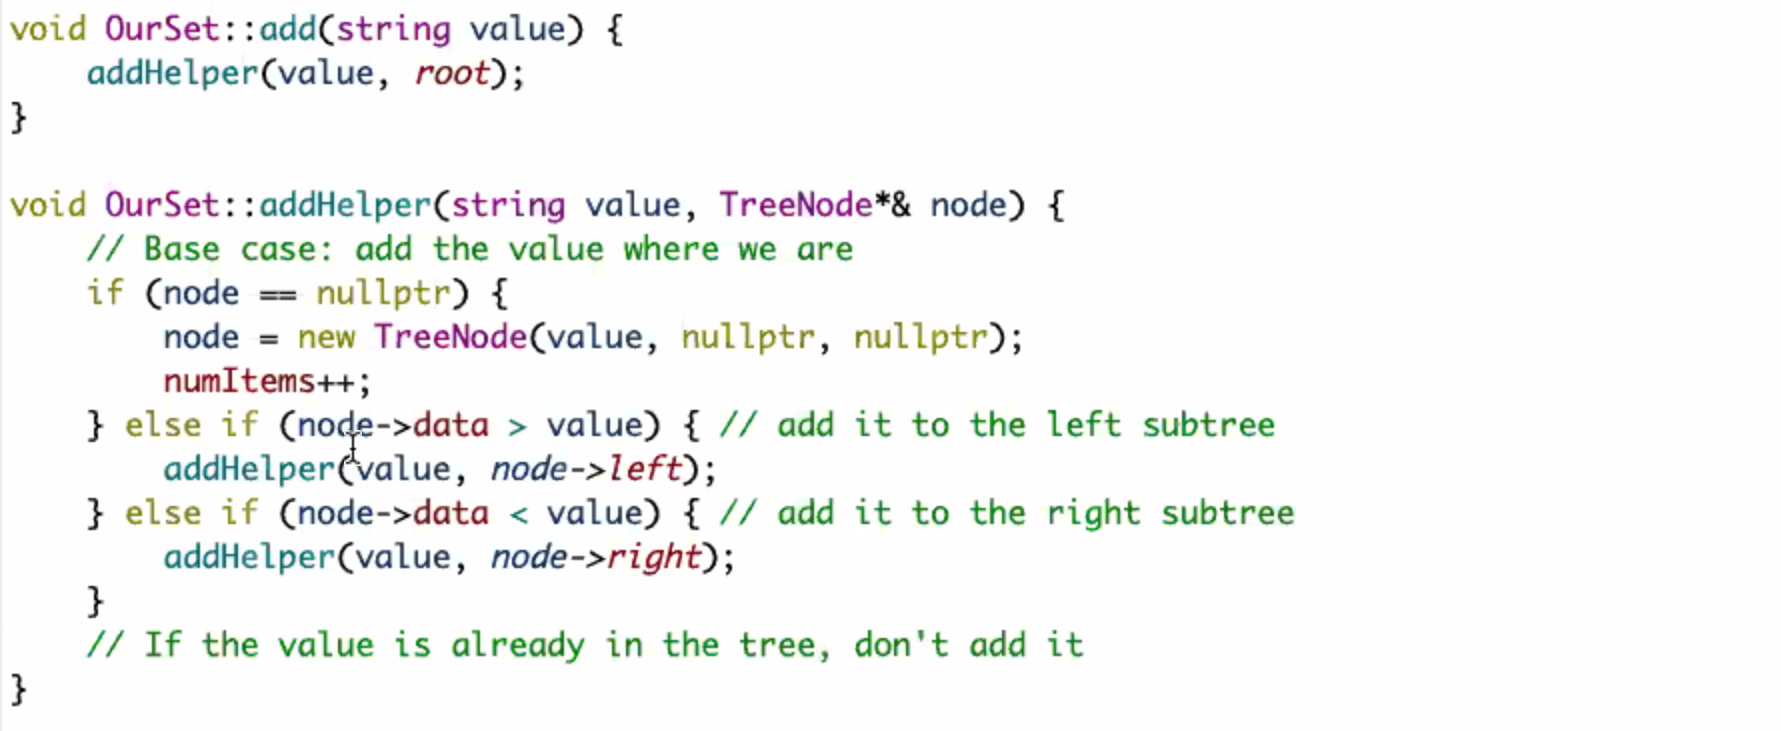 void OurSet::add(string value) {
    addHelper(value, root);
}

void OurSet::addHelper(string value, TreeNode*& node) {
    // Base case: add the value where we are
    if (node == nullptr) {
        node = new TreeNode(value, nullptr, nullptr);
        numItems++;
    } else if (node->data > value) { // add it to the left subtree
        addHelper(value, node->left);
    } else if (node->data < value) { // add it to the right subtree
        addHelper(value, node->right);
    }
    // If the value is already in the tree, don't add it
}